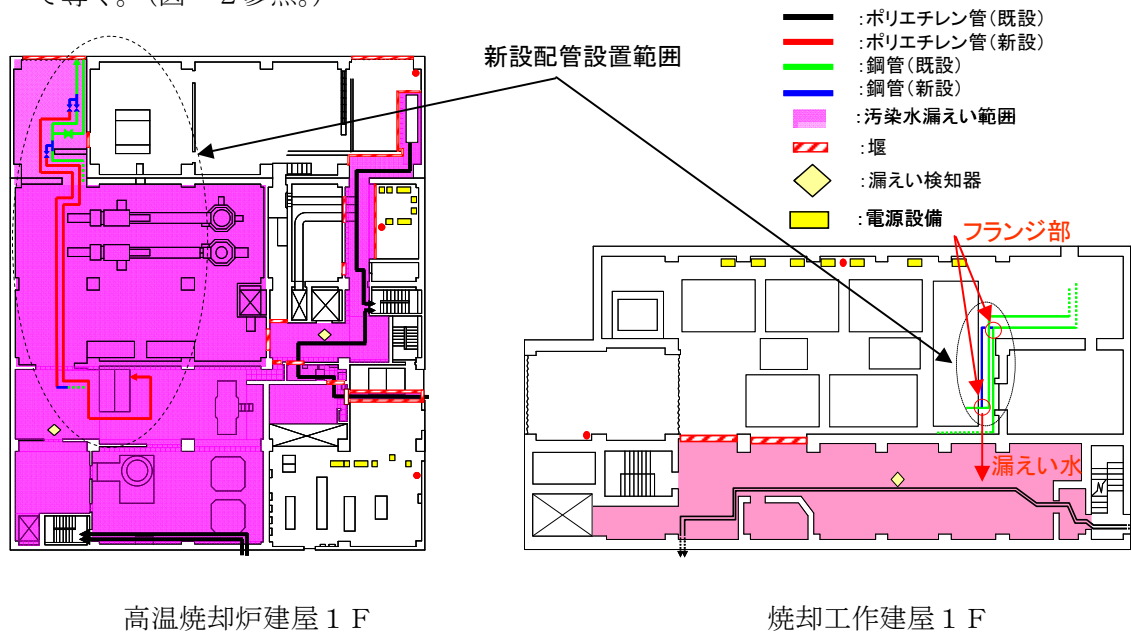 て導く。(図－２参照。)
新設配管設置範囲
:ポリエチレン管(既設)
:ポリエチレン管(新設)
:鋼管(既設)
:鋼管(新設)
:汚染水漏えい範囲
:堰
:漏えい検知器
:電源設備
フランジ部
漏えい水
N
高温焼却炉建屋１Ｆ
焼却工作建屋１Ｆ